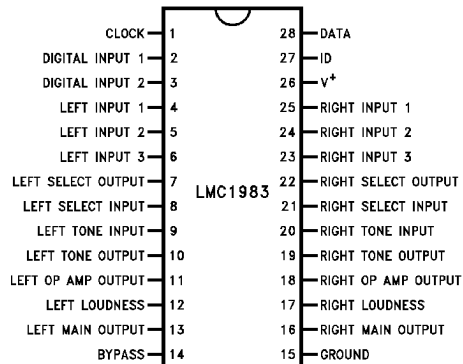 CLOCK 1 28 DATA
DIGITAL INPUT 1 2 27 ID
DIGITAL INPUT 2 3 26 V+
LEFT INPUT 1 4 25 RIGHT INPUT 1
LEFT INPUT 2 5 24 RIGHT INPUT 2
LEFT INPUT 3 6 23 RIGHT INPUT 3
LEFT SELECT OUTPUT 7 22 RIGHT SELECT OUTPUT
LMC1983
LEFT SELECT INPUT 8 21 RIGHT SELECT INPUT
LEFT TONE INPUT 9 20 RIGHT TONE INPUT
LEFT TONE OUTPUT 10 19 RIGHT TONE OUTPUT
LEFT OP AMP OUTPUT 11 18 RIGHT OP AMP OUTPUT
LEFT LOUDNESS 12 17 RIGHT LOUDNESS
LEFT MAIN OUTPUT 13 16 RIGHT MAIN OUTPUT
BYPASS 14 15 GROUND